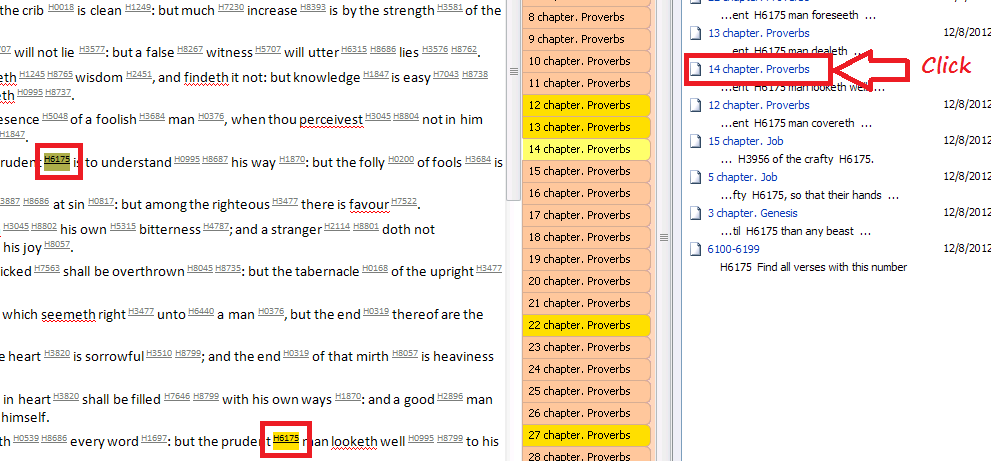 the crib H0018 is clean H1249: but much H7230 increase H8393 is by the strength H3581 of the
707 will not lie H3577: but a false H8267 witness H5707 will utter H6315 H8686 lies H3576 H8762.
eth H1245 H8765 wisdom H2451, and findeth it not: but knowledge H1847 is easy H7043 H8738
eth H0995 H8737.
esence H5048 of a foolish H3684 man H0376, when thou perceivest H3045 H8804 not in him
H1847.
rudent H6175 is to understand H0995 H8687 his way H1870: but the folly H0200 of fools H3684 is
3887 H8686 at sin H0817: but among the righteous H3477 there is favour H7522.
H3045 H8802 his own H5315 bitterness H4787; and a stranger H2114 H8801 doth not
his joy H8057.
icked H7563 shall be overthrown H8045 H8735: but the tabernacle H0168 of the upright H3477
which seemeth right H3477 unto H6440 a man H0376, but the end H0319 thereof are the
e heart H3820 is sorrowful H3510 H8799; and the end H0319 of that mirth H8057 is heaviness
in heart H3820 shall be filled H7646 H8799 with his own ways H1870: and a good H2896 man
himself.
th H0539 H8686 every word H1697: but the prudent H6175 man looketh well H0995 H8799 to his
8 chapter. Proverbs
9 chapter. Proverbs
10 chapter. Proverbs
11 chapter. Proverbs
12 chapter. Proverbs
13 chapter. Proverbs
14 chapter. Proverbs
15 chapter. Proverbs
16 chapter. Proverbs
17 chapter. Proverbs
18 chapter. Proverbs
19 chapter. Proverbs
20 chapter. Proverbs
21 chapter. Proverbs
22 chapter. Proverbs
23 chapter. Proverbs
24 chapter. Proverbs
25 chapter. Proverbs
26 chapter. Proverbs
27 chapter. Proverbs
28 chapter. Proverbs
...ent H6175 man foreseeth ...
13 chapter. Proverbs 12/8/2012
ent H6175 man dealeth ...
14 chapter. Proverbs Click
...ent H6175 man looketh well...
12 chapter. Proverbs 12/8/2012
...ent H6175 man covereth ...
15 chapter. Job 12/8/2012
... H3956 of the crafty H6175.
5 chapter. Job 12/8/2012
...fty H6175, so that their hands ...
3 chapter. Genesis 12/8/2012
...til H6175 than any beast ...
6100-6199 12/8/2012
H6175 Find all verses with this number